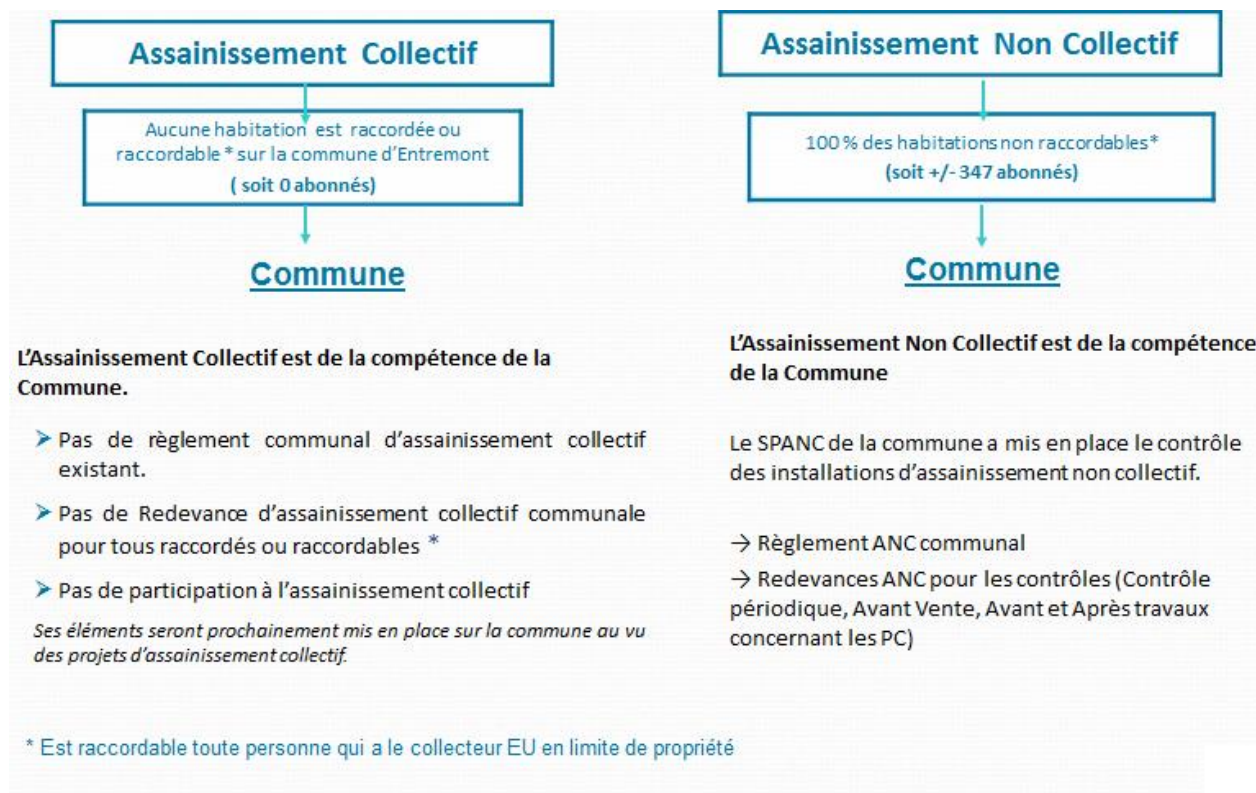 Assainissement Collectif
Aucune habitation est raccordée ou
raccordable * sur la commune d'Entremont
( soit 0 abonnés)
Commune
L'Assainissement Collectif est de la compétence de la
Commune.
➢ Pas de règlement communal d'assainissement collectif
existant.
➢ Pas de Redevance d'assainissement collectif communale
pour tous raccordés ou raccordables *
➢ Pas de participation à l'assainissement collectif
Ses éléments seront prochainement mis en place sur la commune au vu
des projets d'assainissement collectif.
Assainissement Non Collectif
100 % des habitations non raccordables*
(soit +/- 347 abonnés)
Commune
L'Assainissement Non Collectif est de la compétence
de la Commune
Le SPANC de la commune a mis en place le contrôle
des installations d'assainissement non collectif.
→ Règlement ANC communal
→ Redevances ANC pour les contrôles (Contrôle
périodique, Avant Vente, Avant et Après travaux
concernant les PC)
* Est raccordable toute personne qui a le collecteur EU en limite de propriété